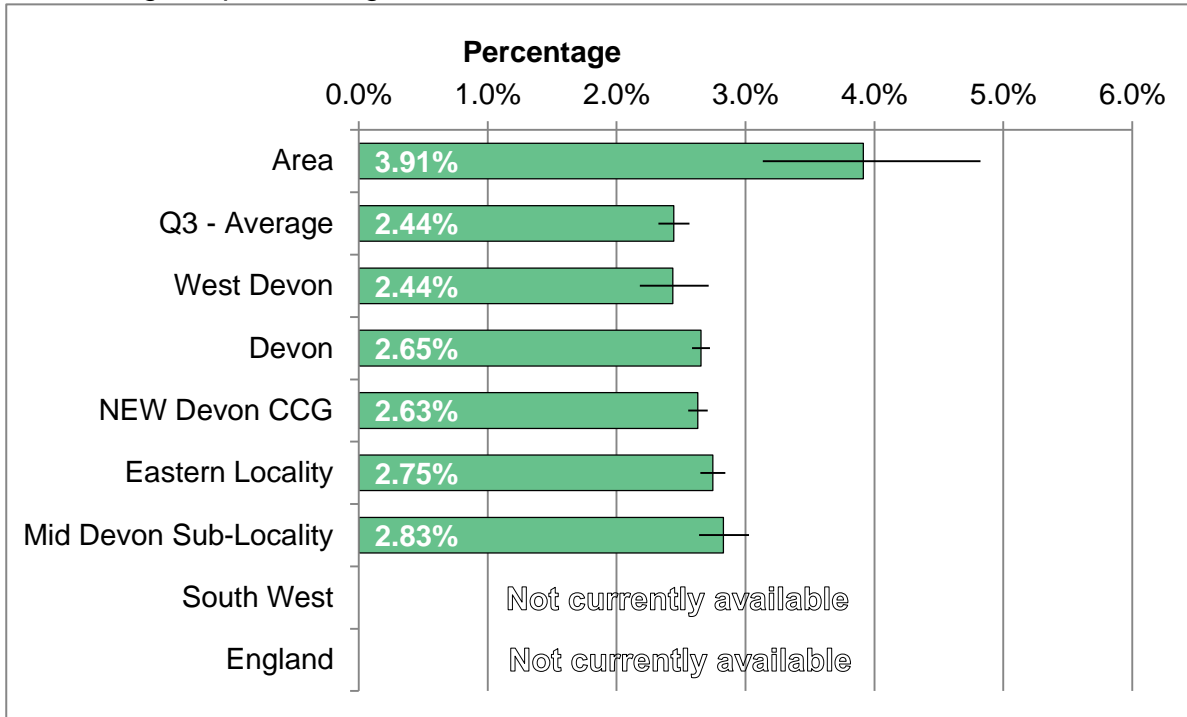 Percentage
0.0% 1.0% 2.0% 3.0% 4.0% 5.0% 6.0%
Area 3.91%
Q3 - Average 2.44%
West Devon 2.44%
Devon 2.65%
NEW Devon CCG 2.63%
Eastern Locality 2.75%
Mid Devon Sub-Locality 2.83%
South West Not currently available
England Not currently available